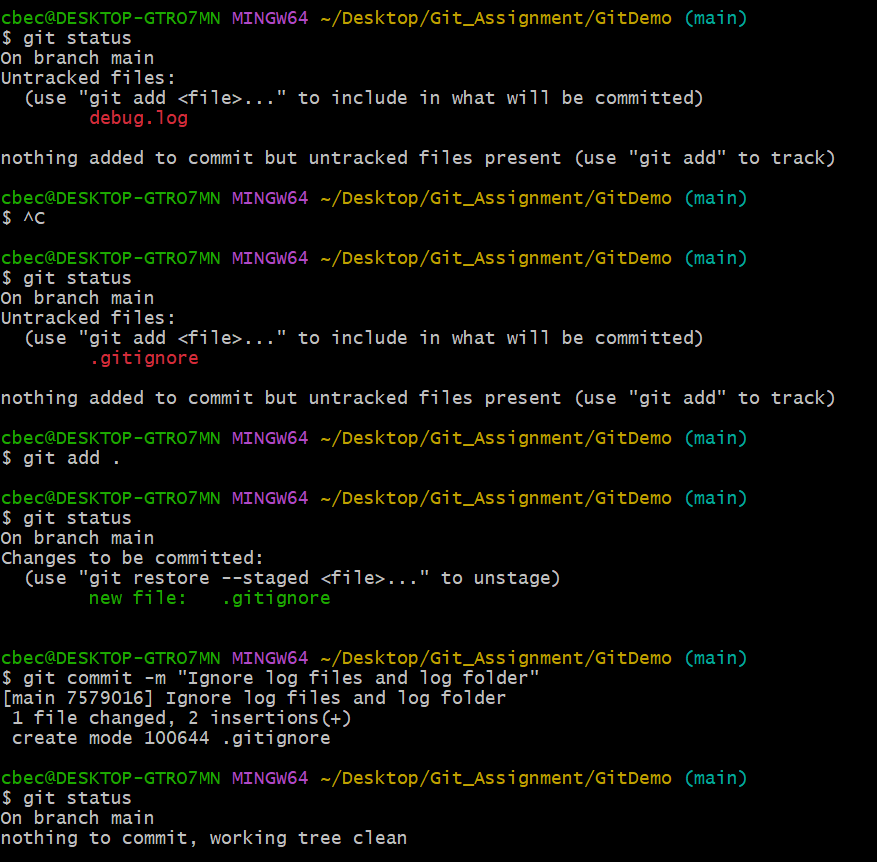 cbec@DESKTOP-GTRO7MN MINGW64 ~/Desktop/Git_Assignment/GitDemo (main)
$ git status
On branch main
Untracked files:
  (use "git add <file>..." to include in what will be committed)
        debug.log

nothing added to commit but untracked files present (use "git add" to track)

cbec@DESKTOP-GTRO7MN MINGW64 ~/Desktop/Git_Assignment/GitDemo (main)
$ ^C

cbec@DESKTOP-GTRO7MN MINGW64 ~/Desktop/Git_Assignment/GitDemo (main)
$ git status
On branch main
Untracked files:
  (use "git add <file>..." to include in what will be committed)
        .gitignore

nothing added to commit but untracked files present (use "git add" to track)

cbec@DESKTOP-GTRO7MN MINGW64 ~/Desktop/Git_Assignment/GitDemo (main)
$ git add .

cbec@DESKTOP-GTRO7MN MINGW64 ~/Desktop/Git_Assignment/GitDemo (main)
$ git status
On branch main
Changes to be committed:
  (use "git restore --staged <file>..." to unstage)
        new file:   .gitignore


cbec@DESKTOP-GTRO7MN MINGW64 ~/Desktop/Git_Assignment/GitDemo (main)
$ git commit -m "Ignore log files and log folder"
[main 7579016] Ignore log files and log folder
 1 file changed, 2 insertions(+)
 create mode 100644 .gitignore

cbec@DESKTOP-GTRO7MN MINGW64 ~/Desktop/Git_Assignment/GitDemo (main)
$ git status
On branch main
nothing to commit, working tree clean